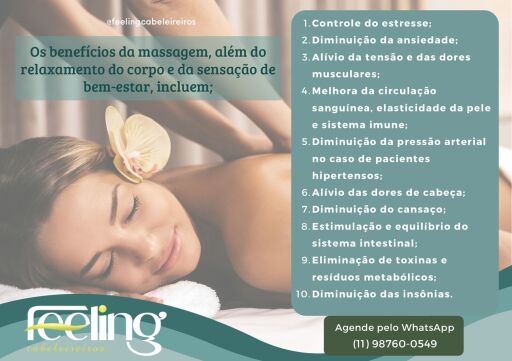 efeelingcabeleireiros
Os benefícios da massagem, além do
relaxamento do corpo e da sensação de
bem-estar, incluem;
1. Controle do estresse;
2. Diminuição da ansiedade;
3. Alívio da tensão e das dores
musculares;
4. Melhora da circulação
sanguínea, elasticidade da pele
e sistema imune;
5. Diminuição da pressão arterial
no caso de pacientes
hipertensos;
6. Alívio das dores de cabeça;
7. Diminuição do cansaço;
8. Estimulação e equilíbrio do
sistema intestinal;
9. Eliminação de toxinas e
resíduos metabólicos;
10. Diminuição das insônias.
feeling
cabeleireiros
Agende pelo WhatsApp
(11) 98760-0549